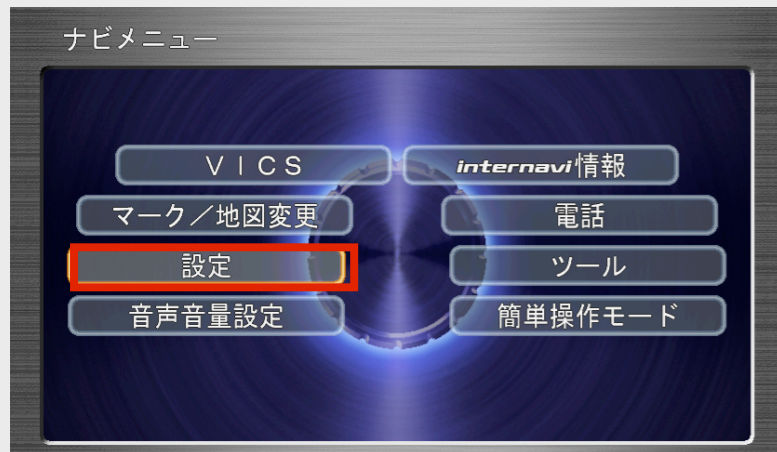 ナビメニュー
ＶＩＣＳ
internavi情報
マーク／地図変更
電話
設定
ツール
音声音量設定
簡単操作モード